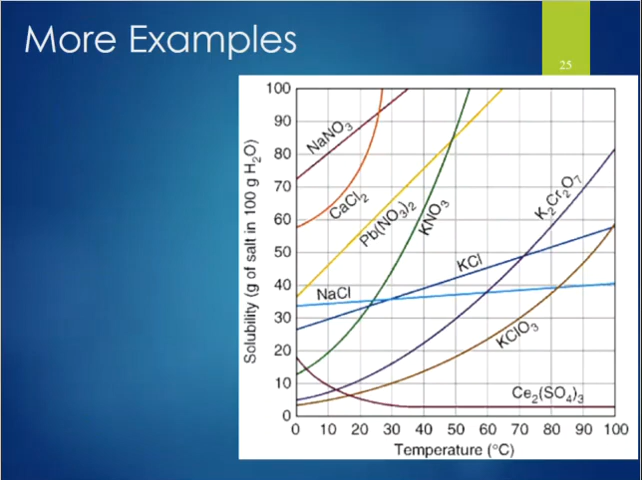 More Examples
25
Solubility (g of salt in 100 g H₂O)
100
90
80
70
60
50
40
30
20
10
0
NaNO₃
CaCl₂
Pb(NO₃)₂
KNO₃
K₂Cr₂O₇
KCl
NaCl
KClO₃
Ce₂(SO₄)₃
0 10 20 30 40 50 60 70 80 90 100
Temperature (°C)